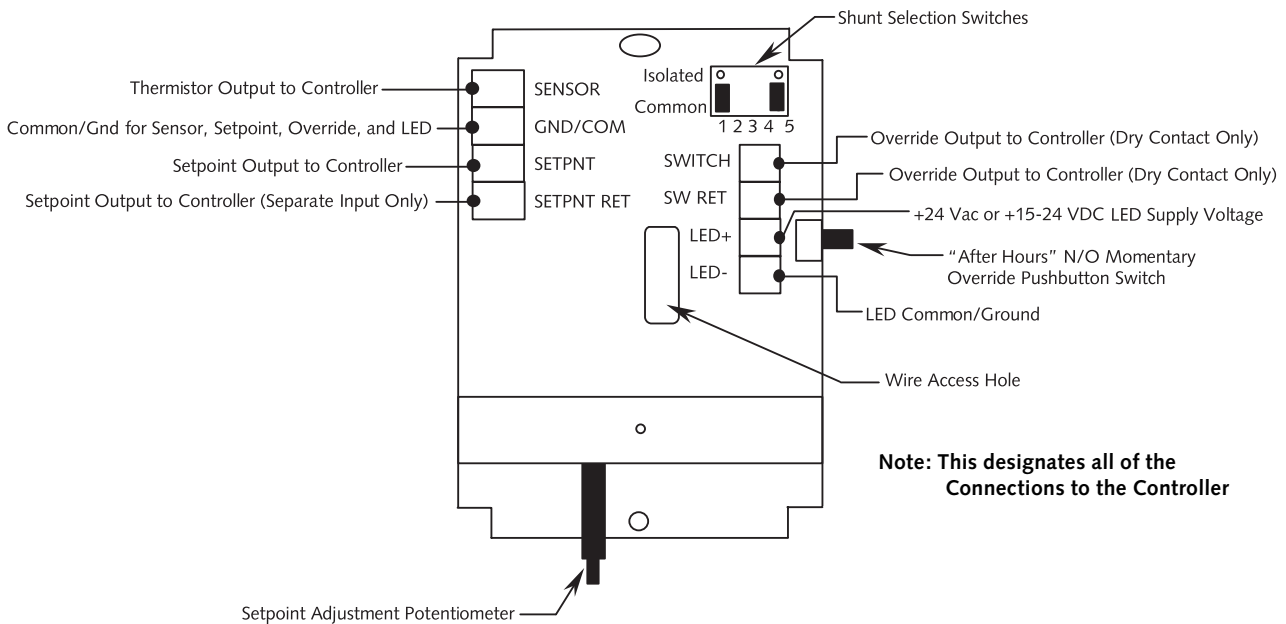 Shunt Selection Switches
Isolated
Common
1 2 3 4 5
Thermistor Output to Controller
SENSOR
Common/Gnd for Sensor, Setpoint, Override, and LED
GND/COM
Setpoint Output to Controller
SETPNT
Setpoint Output to Controller (Separate Input Only)
SETPNT RET
SWITCH
Override Output to Controller (Dry Contact Only)
SW RET
Override Output to Controller (Dry Contact Only)
LED+
+24 Vac or +15-24 VDC LED Supply Voltage
“After Hours” N/O Momentary
Override Pushbutton Switch
LED-
LED Common/Ground
Wire Access Hole
Note: This designates all of the
Connections to the Controller
Setpoint Adjustment Potentiometer